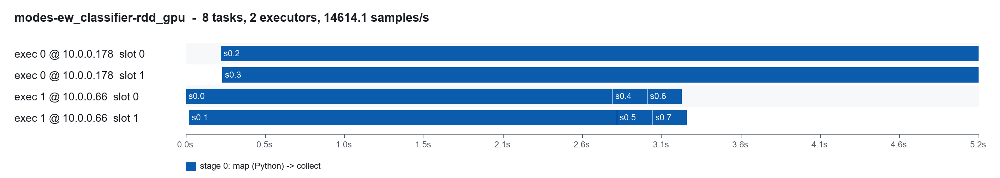 modes-ew_classifier-rdd_gpu - 8 tasks, 2 executors, 14614.1 samples/s
exec 0 @ 10.0.0.178 slot 0
s0.2
exec 0 @ 10.0.0.178 slot 1
s0.3
exec 1 @ 10.0.0.66 slot 0
s0.0 s0.4 s0.6
exec 1 @ 10.0.0.66 slot 1
s0.1 s0.5 s0.7
0.0s 0.5s 1.0s 1.5s 2.1s 2.6s 3.1s 3.6s 4.1s 4.6s 5.2s
stage 0: map (Python) -> collect